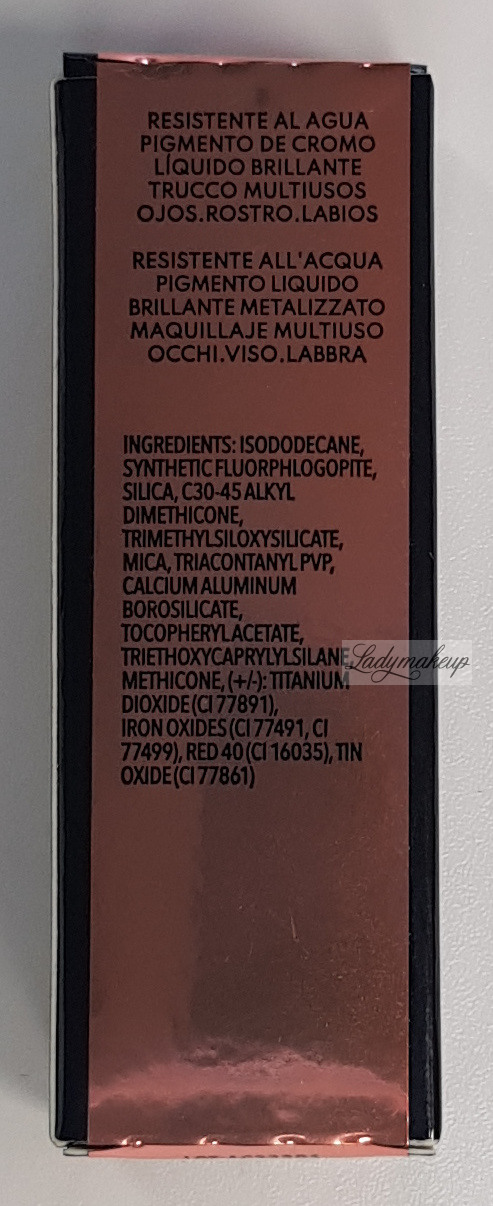 RESISTENTE AL AGUA
PIGMENTO DE CROMO
LÍQUIDO BRILLANTE
TRUCCO MULTIUSOS
OJOS.ROSTRO.LABIOS
RESISTENTE ALL'ACQUA
PIGMENTO LIQUIDO
BRILLANTE METALIZZATO
MAQUILLAJE MULTIUSO
OCCHI.VISO.LABBRA
INGREDIENTS: ISODODECANE,
SYNTHETIC FLUORPHLOGOPITE,
SILICA, C30-45 ALKYL
DIMETHICONE,
TRIMETHYLSILOXYSILICATE,
MICA, TRIACONTANYL PVP,
CALCIUM ALUMINUM
BOROSILICATE,
TOCOPHERYL ACETATE,
TRIETHOXYCAPRYLYLSILANE,
METHICONE, (+/-): TITANIUM
DIOXIDE (CI 77891),
IRON OXIDES (CI 77491, CI
77499), RED 40 (CI 16035), TIN
OXIDE (CI 77861)
Ladymakeup